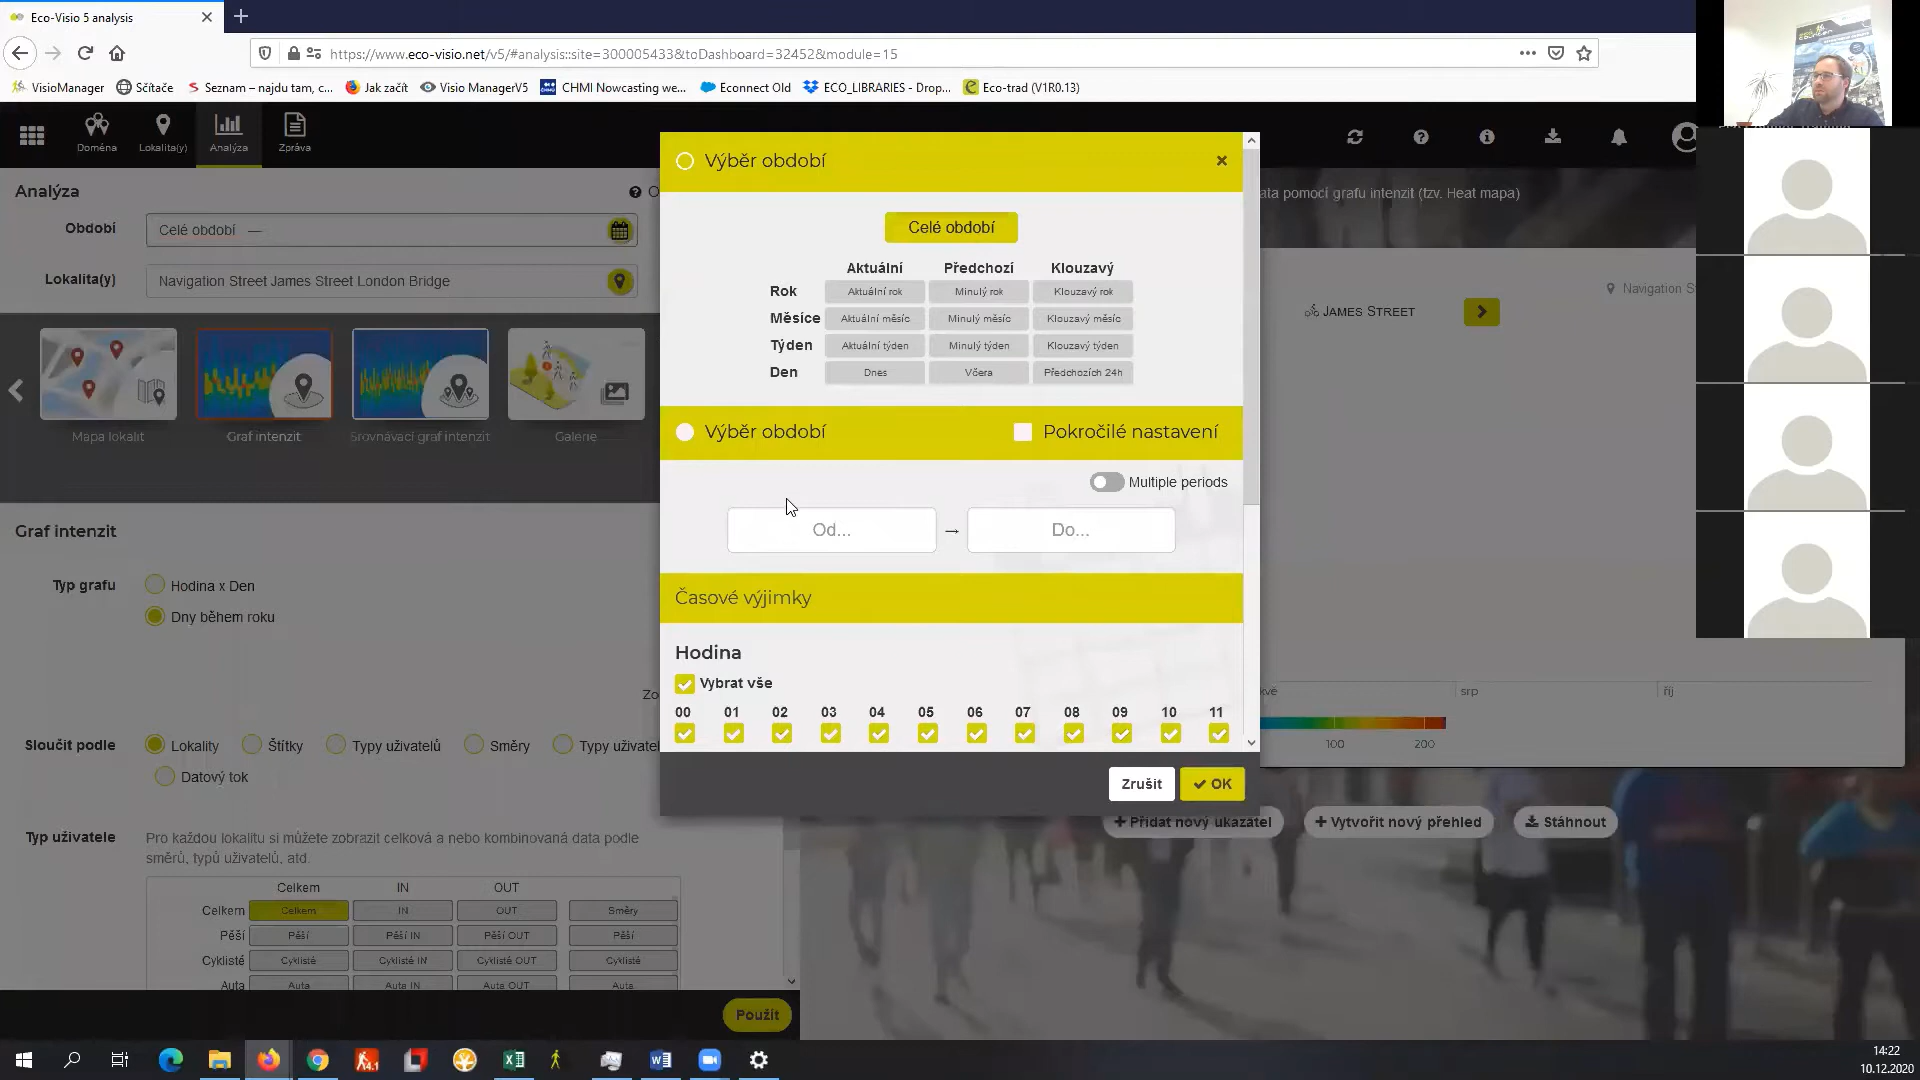 Eco-Visio 5 analysis
https://www.eco-visio.net/v5/#analysis::site=300005433&toDashboard=32452&module=15
VisioManager
Sčítače
Seznam – najdu tam, c...
Jak začít
Visio ManagerV5
CHMI Nowcasting we...
Econnect Old
ECO_LIBRARIES - Drop...
Eco-trad (V1R0.13)
Doména
Lokalita(y)
Analýza
Zpráva
Analýza
Období
Celé období —
Lokalita(y)
Navigation Street James Street London Bridge
Mapa lokalit
Graf intenzit
Srovnávací graf intenzit
Galerie
Graf intenzit
Typ grafu
Hodina x Den
Dny během roku
Zo
Sloučit podle
Lokality
Štítky
Typy uživatelů
Směry
Typy uživatel
Datový tok
Typ uživatele
Pro každou lokalitu si můžete zobrazit celková a nebo kombinovaná data podle
směrů, typů uživatelů, atd.
Celkem IN OUT
Celkem Celkem IN OUT Směry
Pěší Pěší Pěší IN Pěší OUT Pěší
Cyklisté Cyklisté Cyklisté IN Cyklisté OUT Cyklisté
Auta Auta Auta IN Auta OUT Auta
Použít
Výběr období
×
Celé období
Aktuální Předchozí Klouzavý
Rok Aktuální rok Minulý rok Klouzavý rok
Měsíce Aktuální měsíc Minulý měsíc Klouzavý měsíc
Týden Aktuální týden Minulý týden Klouzavý týden
Den Dnes Včera Předchozích 24h
Výběr období
Pokročilé nastavení
Multiple periods
Od... → Do...
Časové výjimky
Hodina
Vybrat vše
00 01 02 03 04 05 06 07 08 09 10 11
Zrušit
OK
ata pomocí grafu intenzit (tzv. Heat mapa)
Navigation S
JAMES STREET
kvě srp říj
100 200
+ Přidat nový ukazatel
+ Vytvořit nový přehled
Stáhnout
14:22
10.12.2020